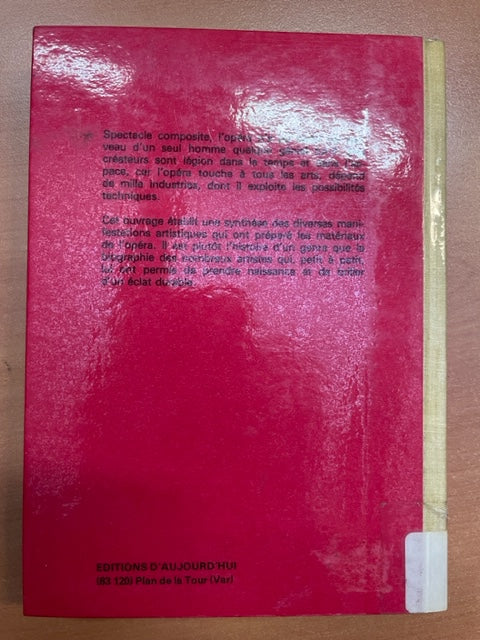 Spectacle composite, l'opéra
veau d'un seul homme quelque
créateurs sont légion dans le temps et dans l'es-
pace, car l'opéra touche à tous les arts, dépend
de mille industries, dont il exploite les possibilités
techniques.
Cet ouvrage établit une synthèse des diverses mani-
festations artistiques qui ont préparé les matériaux
de l'opéra. Il est plutôt l'histoire d'un genre que la
biographie des nombreux artistes qui, petit à petit,
lui ont permis de prendre naissance et de briller
d'un éclat durable.
EDITIONS D'AUJOURD'HUI
(83 120) Plan de la Tour (Var)